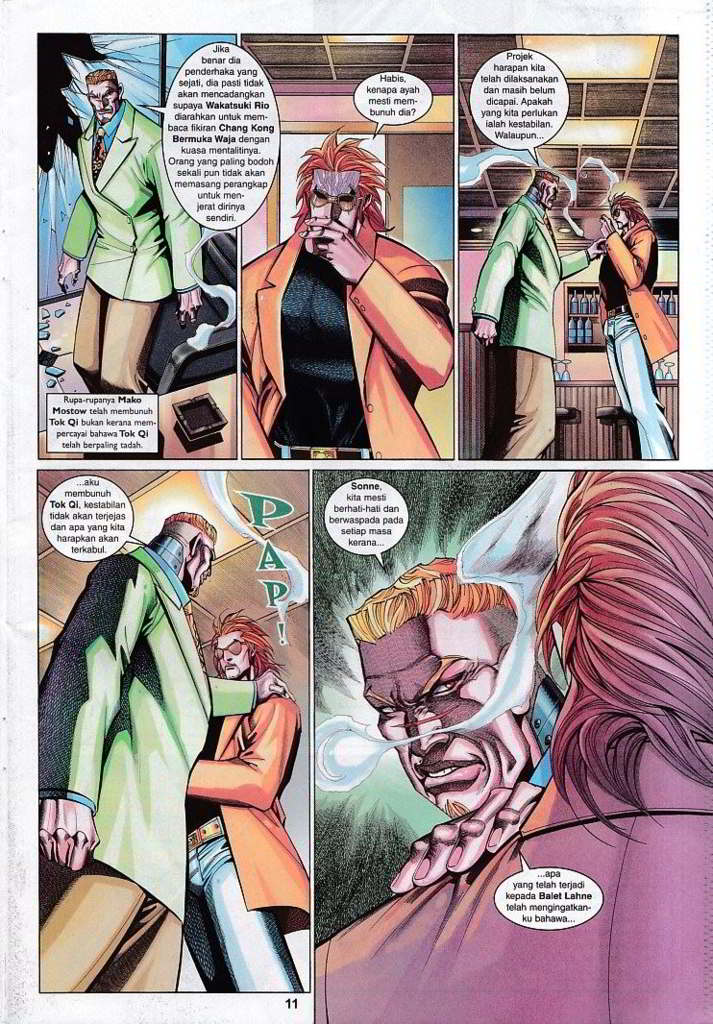 Jika
benar dia
penderhaka yang
sejati, dia pasti tidak
akan mencadangkan
supaya Wakatsuki Rio
diarahkan untuk mem-
baca fikiran Chang Kong
Bermuka Waja dengan
kuasa mentalitinya.
Orang yang paling bodoh
sekali pun tidak akan
memasang perangkap
untuk men-
jerat dirinya
sendiri.
Rupa-rupanya Mako
Mostow telah membunuh
Tok Qi bukan kerana mem-
percayai bahawa Tok Qi
telah berpaling tadah.
Habis,
kenapa ayah
mesti mem-
bunuh dia?
Projek
harapan kita
telah dilaksanakan
dan masih belum
dicapai. Apakah
yang kita perlukan
ialah kestabilan.
Walaupun...
...aku
membunuh
Tok Qi, kestabilan
tidak akan terjejas
dan apa yang kita
harapkan akan
terkabul.
PAP!
Sonne,
kita mesti
berhati-hati dan
berwaspada pada
setiap masa
kerana...
...apa
yang telah terjadi
kepada Balet Lahne
telah mengingatkan-
ku bahawa...
11